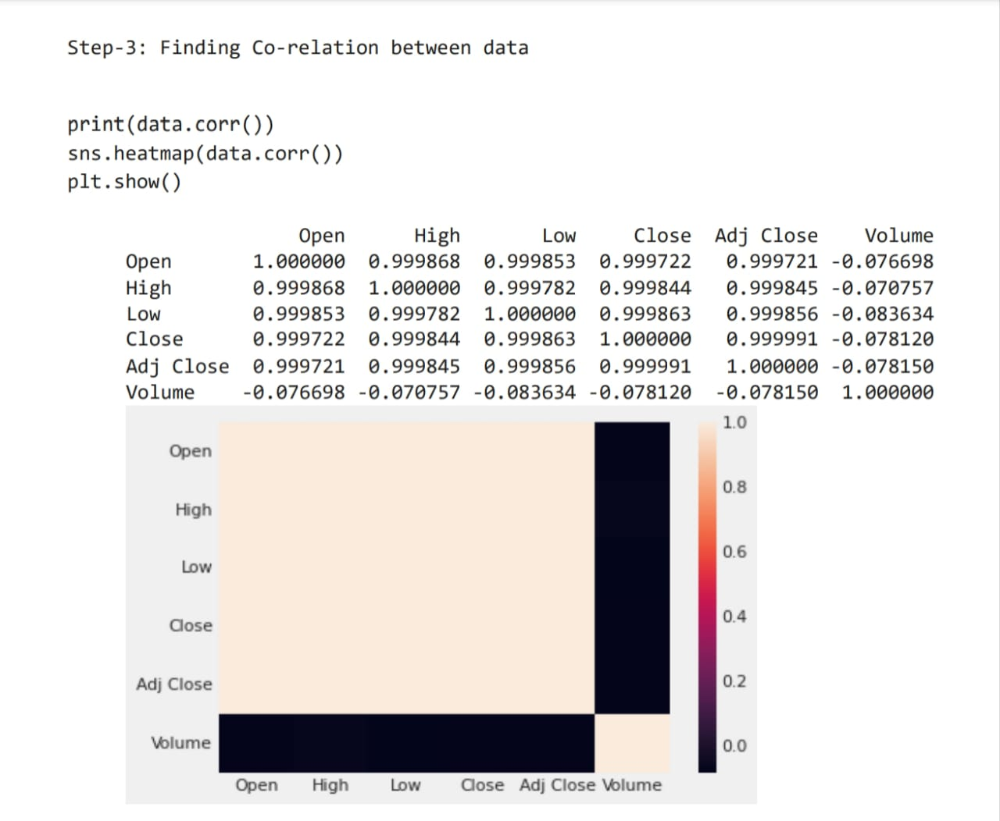 Step-3: Finding Co-relation between data
print(data.corr())
sns.heatmap(data.corr())
plt.show()
Open High Low Close Adj Close Volume
Open 1.000000 0.999868 0.999853 0.999722 0.999721 -0.076698
High 0.999868 1.000000 0.999782 0.999844 0.999845 -0.070757
Low 0.999853 0.999782 1.000000 0.999863 0.999856 -0.083634
Close 0.999722 0.999844 0.999863 1.000000 0.999991 -0.078120
Adj Close 0.999721 0.999845 0.999856 0.999991 1.000000 -0.078150
Volume -0.076698 -0.070757 -0.083634 -0.078120 -0.078150 1.000000
Open
High
Low
Close
Adj Close
Volume
Open High Low Close Adj Close Volume
1.0
0.8
0.6
0.4
0.2
0.0